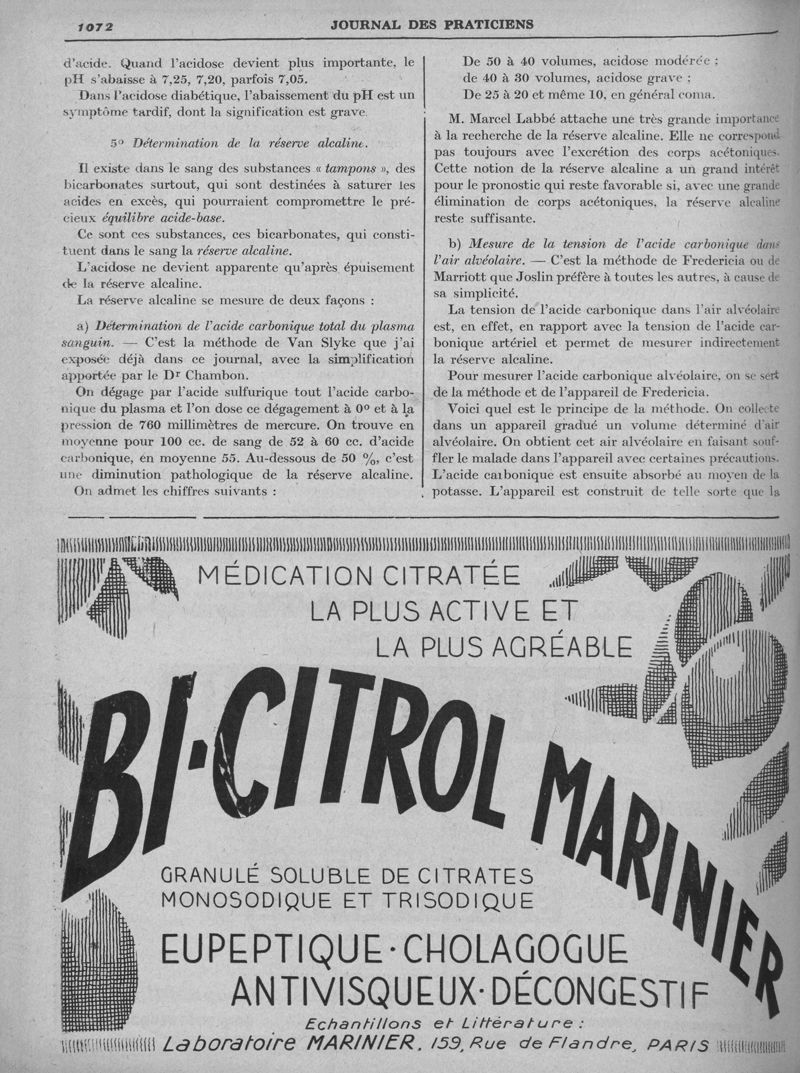 1072
JOURNAL DES PRATICIENS
d'acide. Quand l'acidose devient plus importante, le
pH s'abaisse à 7,25, 7,20, parfois 7,05.
Dans l'acidose diabétique, l'abaissement du pH est un
symptôme tardif, dont la signification est grave
5º Détermination de la réserve alcaline.
Il existe dans le sang des substances « tampons », des
bicarbonates surtout, qui sont destinées à saturer les
acides en excès, qui pourraient compromettre le pré-
cieux équilibre acide-base.
Ce sont ces substances, ces bicarbonates, qui consti-
tuent dans le sang la réserve alcaline.
L'acidose ne devient apparente qu'après épuisement
de la réserve alcaline.
La réserve alcaline se mesure de deux façons :
a) Détermination de l'acide carbonique total du plasma
sanguin. — C'est la méthode de Van Slyke que j'ai
exposée déjà dans ce journal, avec la simplification
apportée par le Dr Chambon.
On dégage par l'acide sulfurique tout l'acide carbo-
nique du plasma et l'on dose ce dégagement à 0º et à la
pression de 760 millimètres de mercure. On trouve en
moyenne pour 100 cc. de sang de 52 à 60 cc. d'acide
carbonique, en moyenne 55. Au-dessous de 50 %, c'est
une diminution pathologique de la réserve alcaline.
On admet les chiffres suivants :
De 50 à 40 volumes, acidose modérée ;
de 40 à 30 volumes, acidose grave ;
De 25 à 20 et même 10, en général coma.
M. Marcel Labbé attache une très grande importance
à la recherche de la réserve alcaline. Elle ne correspond
pas toujours avec l'excrétion des corps acétoniques.
Cette notion de la réserve alcaline a un grand intérêt
pour le pronostic qui reste favorable si, avec une grande
élimination de corps acétoniques, la réserve alcaline
reste suffisante.
b) Mesure de la tension de l'acide carbonique dans
l'air alvéolaire. — C'est la méthode de Fredericia ou de
Marriott que Joslin préfère à toutes les autres, à cause de
sa simplicité.
La tension de l'acide carbonique dans l'air alvéolaire
est, en effet, en rapport avec la tension de l'acide car-
bonique artériel et permet de mesurer indirectement
la réserve alcaline.
Pour mesurer l'acide carbonique alvéolaire, on se sert
de la méthode et de l'appareil de Fredericia.
Voici quel est le principe de la méthode. On collecte
dans un appareil gradué un volume déterminé d'air
alvéolaire. On obtient cet air alvéolaire en faisant souf-
fler le malade dans l'appareil avec certaines précautions.
L'acide carbonique est ensuite absorbé au moyen de la
potasse. L'appareil est construit de telle sorte que la
MÉDICATION CITRATÉE
LA PLUS ACTIVE ET
LA PLUS AGRÉABLE
BI-CITROL MARINIER
GRANULÉ SOLUBLE DE CITRATES
MONOSODIQUE ET TRISODIQUE
EUPEPTIQUE · CHOLAGOGUE
ANTIVISQUEUX · DÉCONGESTIF
Echantillons et Littérature :
Laboratoire MARINIER, 159, Rue de Flandre, PARIS